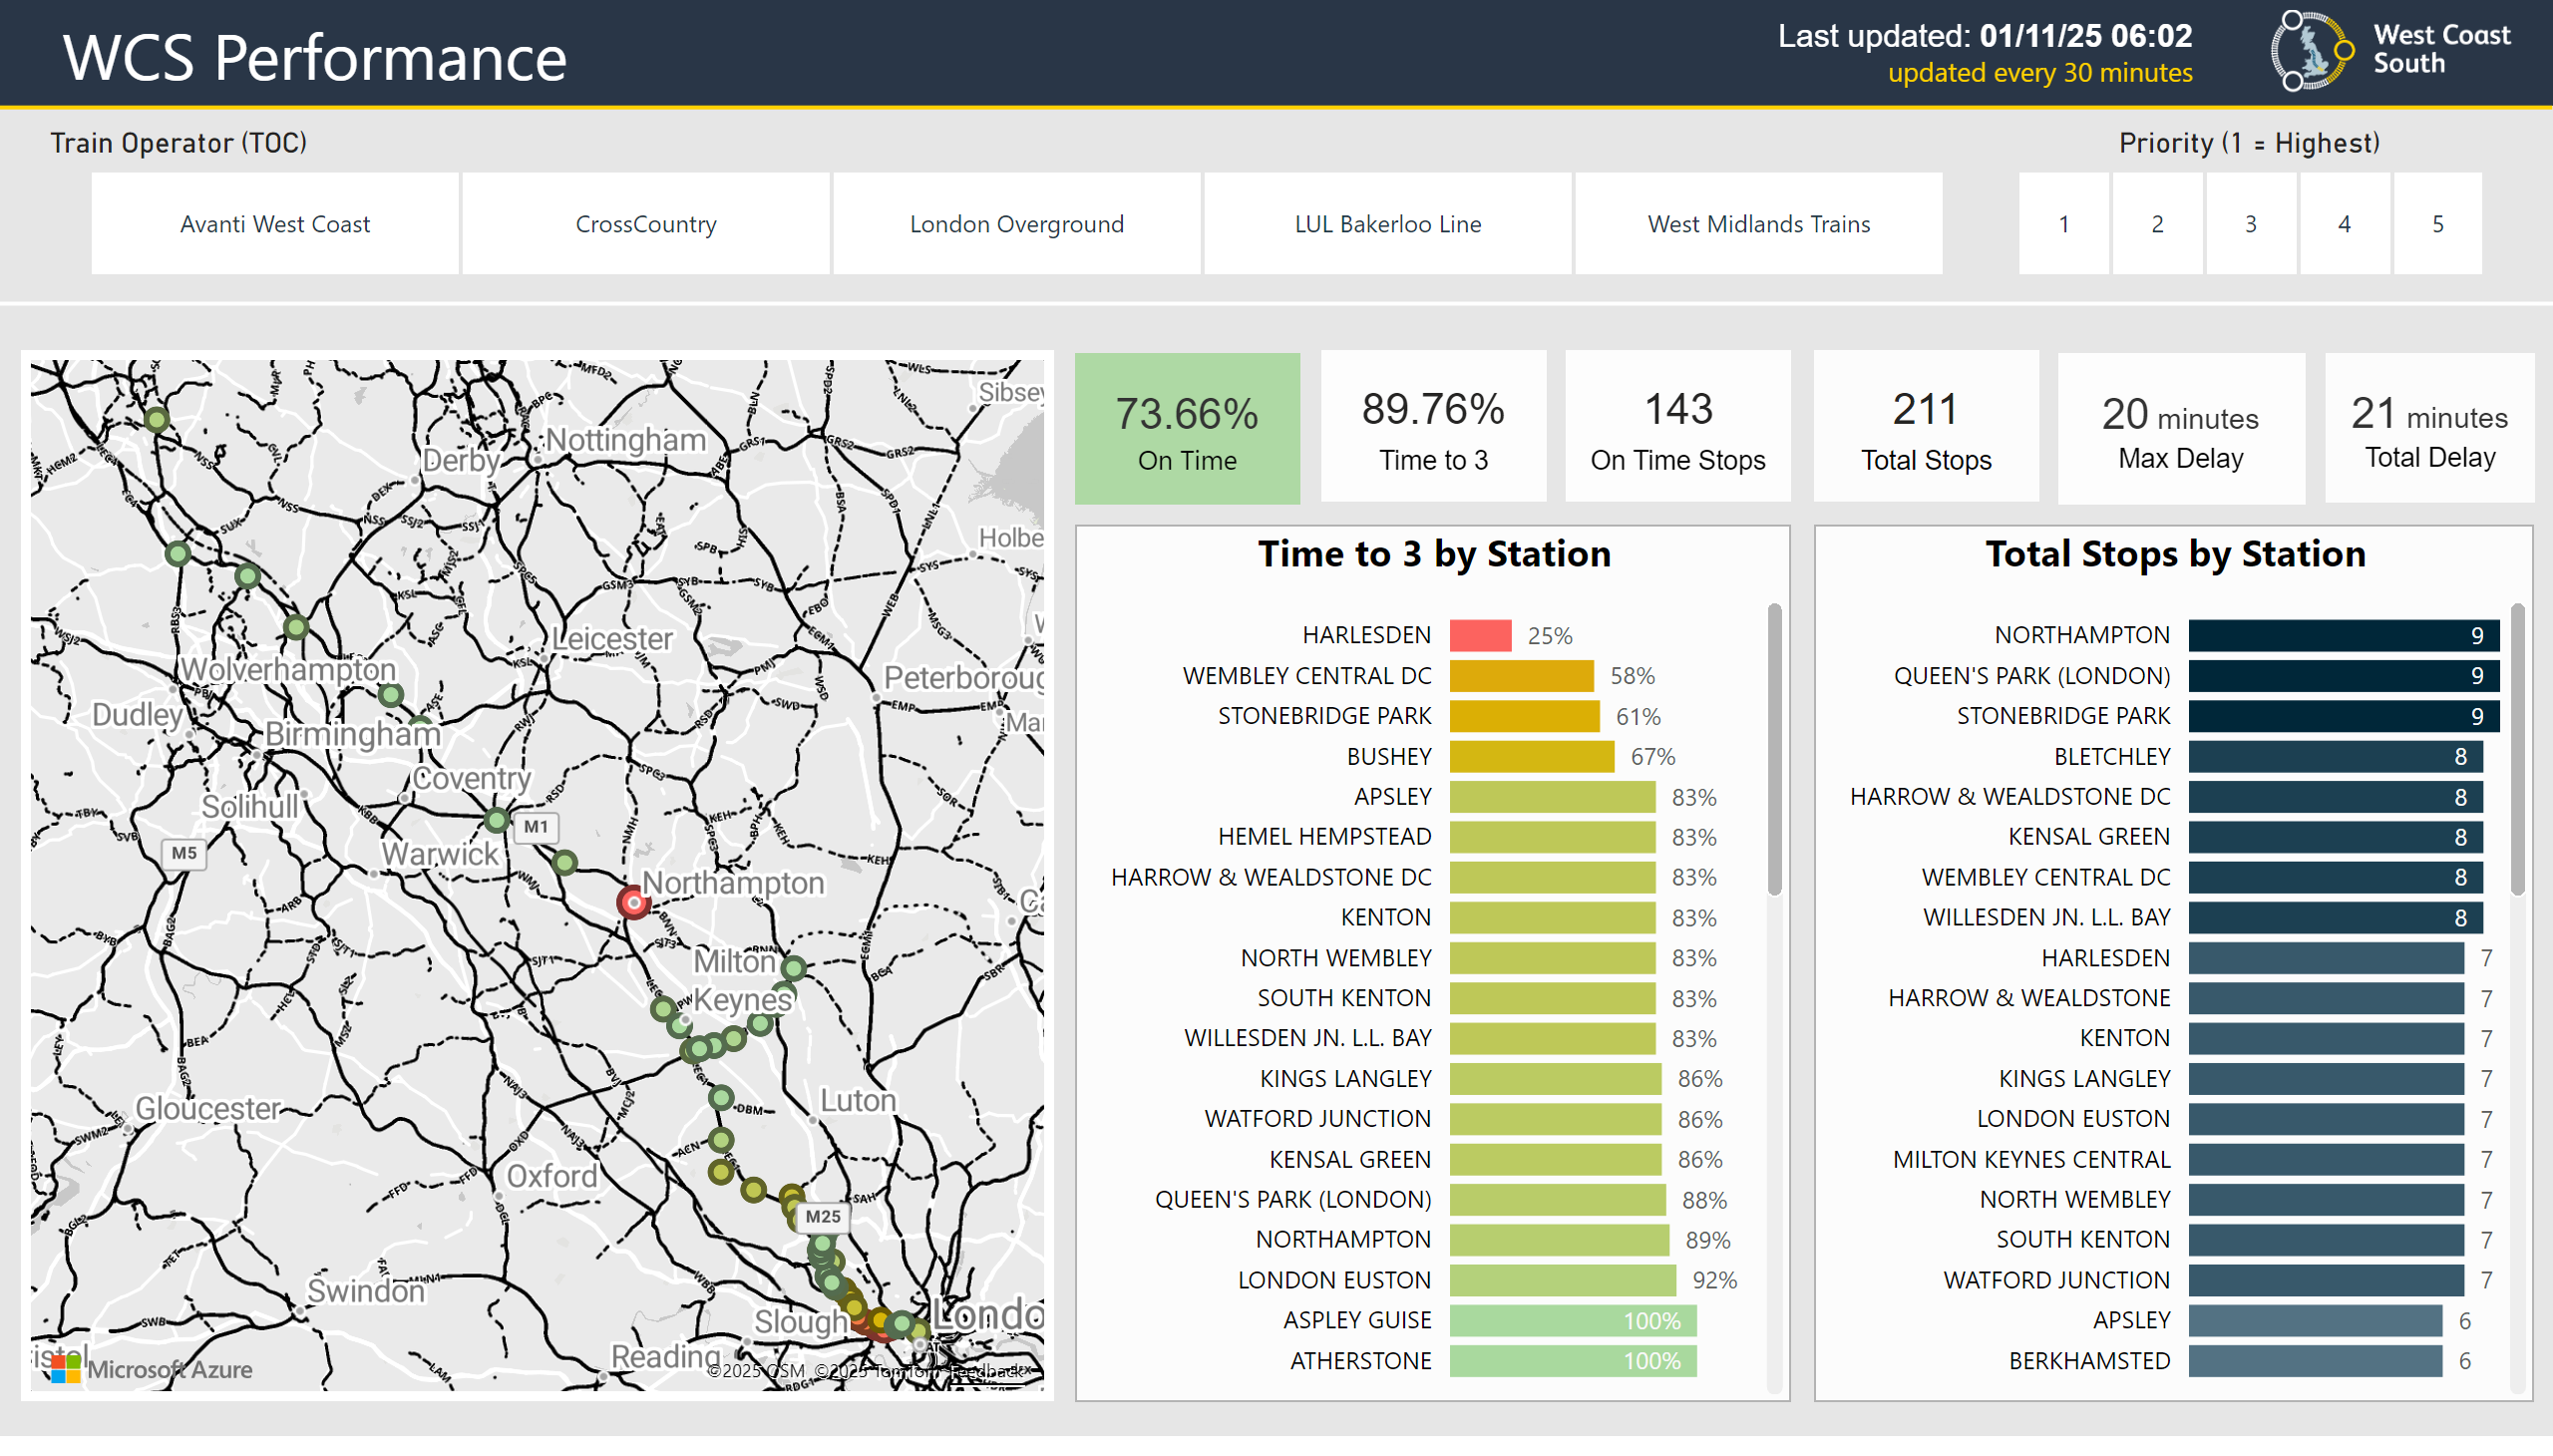 WCS Performance
Last updated: 01/11/25 06:02
updated every 30 minutes
West Coast
South
Train Operator (TOC)
Priority (1 = Highest)
Avanti West Coast
CrossCountry
London Overground
LUL Bakerloo Line
West Midlands Trains
1
2
3
4
5
73.66%
On Time
89.76%
Time to 3
143
On Time Stops
211
Total Stops
20 minutes
Max Delay
21 minutes
Total Delay
Sibsey
Nottingham
Derby
Holbe
Leicester
Wolverhampton
Peterboroug
Dudley
Birmingham
Coventry
Solihull
M1
M5
Warwick
Northampton
Milton
Keynes
Luton
Gloucester
Oxford
M25
Swindon
Slough
Londo
Reading
Microsoft Azure
©2025 OSM ©2025 TomTom Feedback
Time to 3 by Station
HARLESDEN 25%
WEMBLEY CENTRAL DC 58%
STONEBRIDGE PARK 61%
BUSHEY 67%
APSLEY 83%
HEMEL HEMPSTEAD 83%
HARROW & WEALDSTONE DC 83%
KENTON 83%
NORTH WEMBLEY 83%
SOUTH KENTON 83%
WILLESDEN JN. L.L. BAY 83%
KINGS LANGLEY 86%
WATFORD JUNCTION 86%
KENSAL GREEN 86%
QUEEN'S PARK (LONDON) 88%
NORTHAMPTON 89%
LONDON EUSTON 92%
ASPLEY GUISE 100%
ATHERSTONE 100%
Total Stops by Station
NORTHAMPTON 9
QUEEN'S PARK (LONDON) 9
STONEBRIDGE PARK 9
BLETCHLEY 8
HARROW & WEALDSTONE DC 8
KENSAL GREEN 8
WEMBLEY CENTRAL DC 8
WILLESDEN JN. L.L. BAY 8
HARLESDEN 7
HARROW & WEALDSTONE 7
KENTON 7
KINGS LANGLEY 7
LONDON EUSTON 7
MILTON KEYNES CENTRAL 7
NORTH WEMBLEY 7
SOUTH KENTON 7
WATFORD JUNCTION 7
APSLEY 6
BERKHAMSTED 6